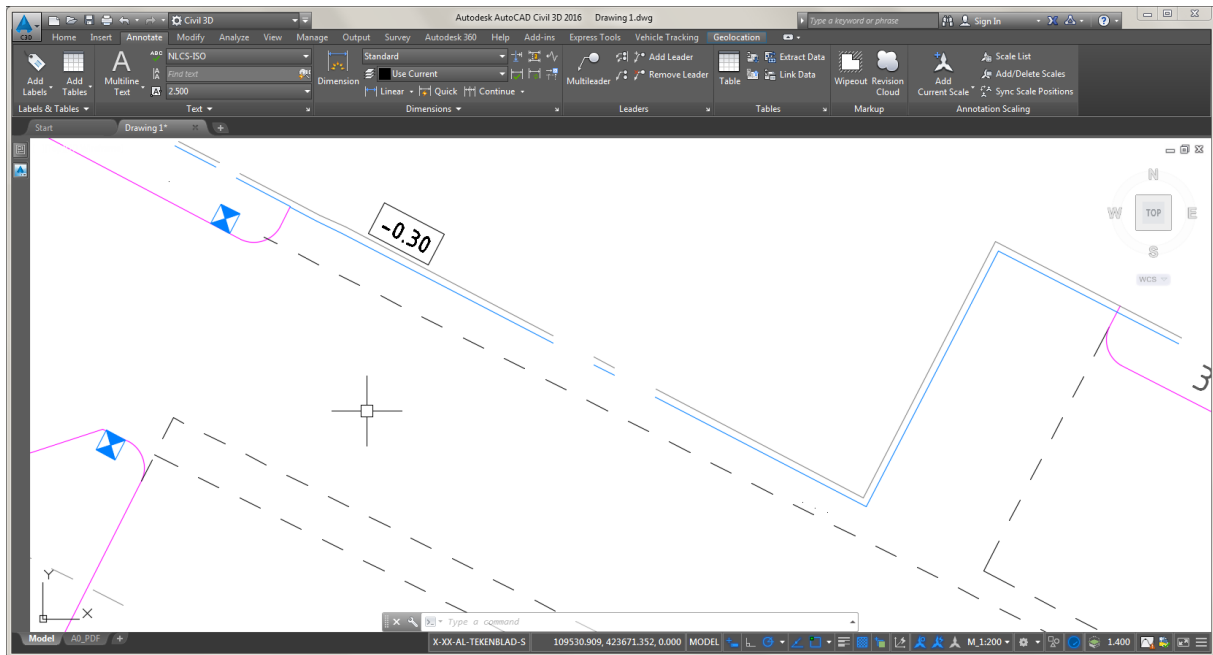 Civil 3D
Autodesk AutoCAD Civil 3D 2016 Drawing 1.dwg
Type a keyword or phrase
Sign In
C3D
Home Insert Annotate Modify Analyze View Manage Output Survey Autodesk 360 Help Add-ins Express Tools Vehicle Tracking Geolocation
Add Labels
Add Tables
Labels & Tables
Multiline Text
ABC
NLCS-ISO
Find text
2.500
Text
Dimension
Standard
Use Current
Linear
Quick
Continue
Dimensions
Multileader
Add Leader
Remove Leader
Leaders
Table
Extract Data
Link Data
Tables
Wipeout
Revision Cloud
Markup
Add Current Scale
Scale List
Add/Delete Scales
Sync Scale Positions
Annotation Scaling
Start
Drawing 1*
-0.30
N
W
TOP
E
S
WCS
3
Y
X
Type a command
Model
A0_PDF
X-XX-AL-TEKENBLAD-S
109530.909, 423671.352, 0.000
MODEL
M_1:200
1.400